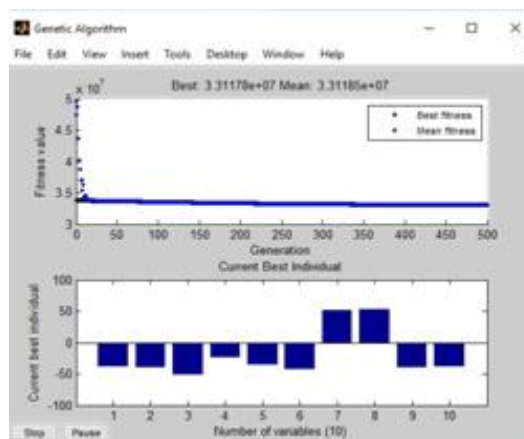 Genetic Algorithm
File Edit View Insert Tools Desktop Window Help
x 10^7
Best: 3.31178e+07 Mean: 3.31185e+07
5
4.5
4
3.5
3
Fitness value
Best fitness
Mean fitness
0 50 100 150 200 250 300 350 400 450 500
Generation
Current Best Individual
100
50
0
-50
-100
Current best individual
1 2 3 4 5 6 7 8 9 10
Number of variables (10)
Stop Pause